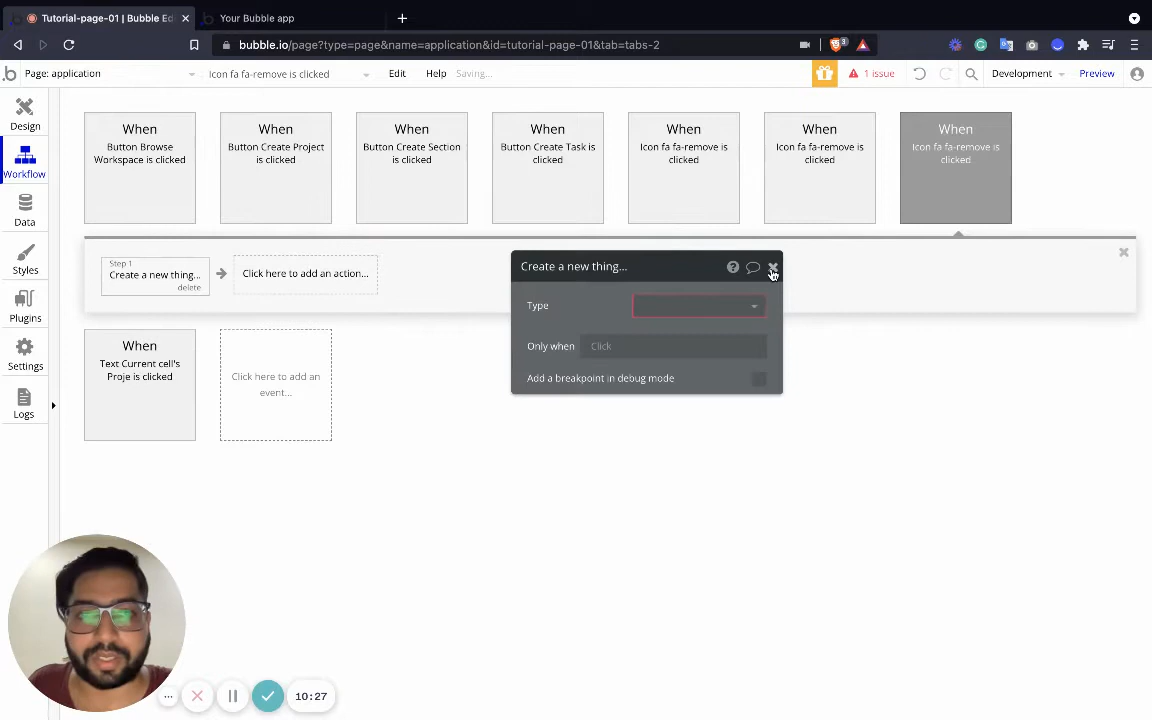 Tutorial-page-01 | Bubble Ed
Your Bubble app
bubble.io/page?type=page&name=application&id=tutorial-page-01&tab=tabs-2
3
Page: application
Icon fa fa-remove is clicked
Edit
Help
Saving...
1 issue
Development
Preview
Design
Workflow
Data
Styles
Plugins
Settings
Logs
When
Button Browse
Workspace is clicked
When
Button Create Project
is clicked
When
Button Create Section
is clicked
When
Button Create Task is
clicked
When
Icon fa fa-remove is
clicked
When
Icon fa fa-remove is
clicked
When
Icon fa fa-remove is
clicked
Step 1
Create a new thing...
delete
Click here to add an action...
Create a new thing...
Type
Only when
Click
Add a breakpoint in debug mode
When
Text Current cell's
Proje is clicked
Click here to add an
event...
10:27